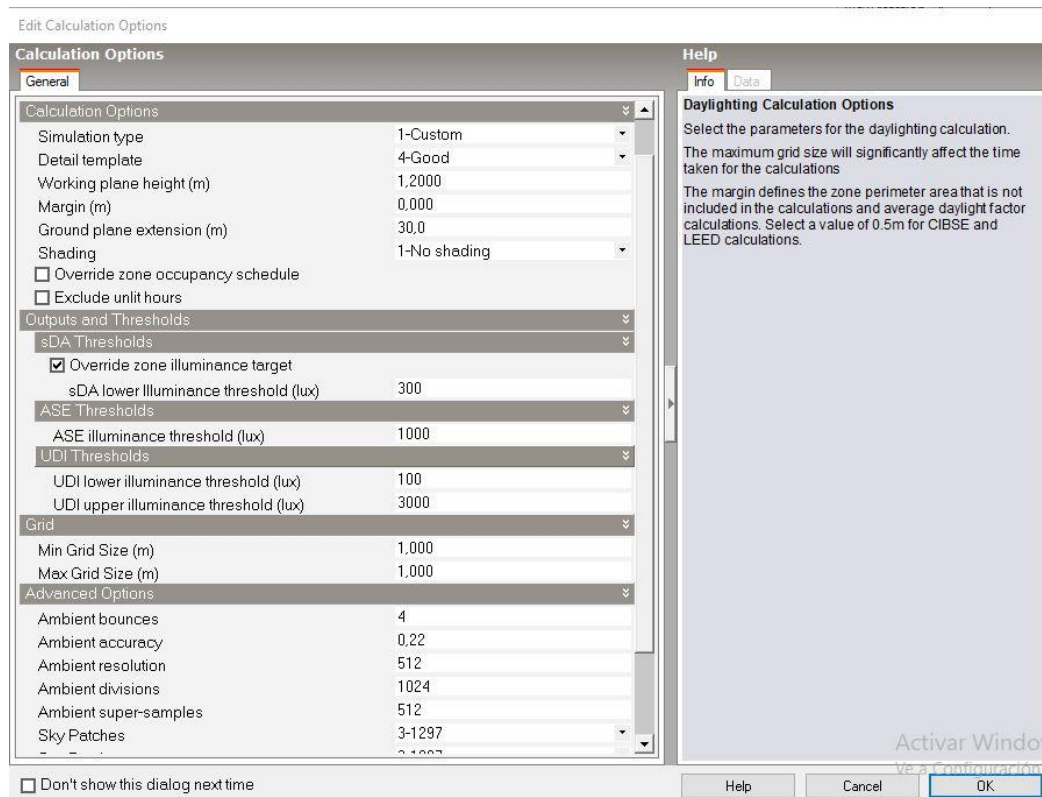 Edit Calculation Options
Calculation Options
General
Calculation Options
Simulation type 1-Custom
Detail template 4-Good
Working plane height (m) 1,2000
Margin (m) 0,000
Ground plane extension (m) 30,0
Shading 1-No shading
Override zone occupancy schedule
Exclude unlit hours
Outputs and Thresholds
sDA Thresholds
Override zone illuminance target
sDA lower Illuminance threshold (lux) 300
ASE Thresholds
ASE illuminance threshold (lux) 1000
UDI Thresholds
UDI lower illuminance threshold (lux) 100
UDI upper illuminance threshold (lux) 3000
Grid
Min Grid Size (m) 1,000
Max Grid Size (m) 1,000
Advanced Options
Ambient bounces 4
Ambient accuracy 0,22
Ambient resolution 512
Ambient divisions 1024
Ambient super-samples 512
Sky Patches 3-1297
Don't show this dialog next time
Help
Info Data
Daylighting Calculation Options
Select the parameters for the daylighting calculation.
The maximum grid size will significantly affect the time
taken for the calculations
The margin defines the zone perimeter area that is not
included in the calculations and average daylight factor
calculations. Select a value of 0.5m for CIBSE and
LEED calculations.
Activar Windo
Ve a Configuración
Help Cancel OK